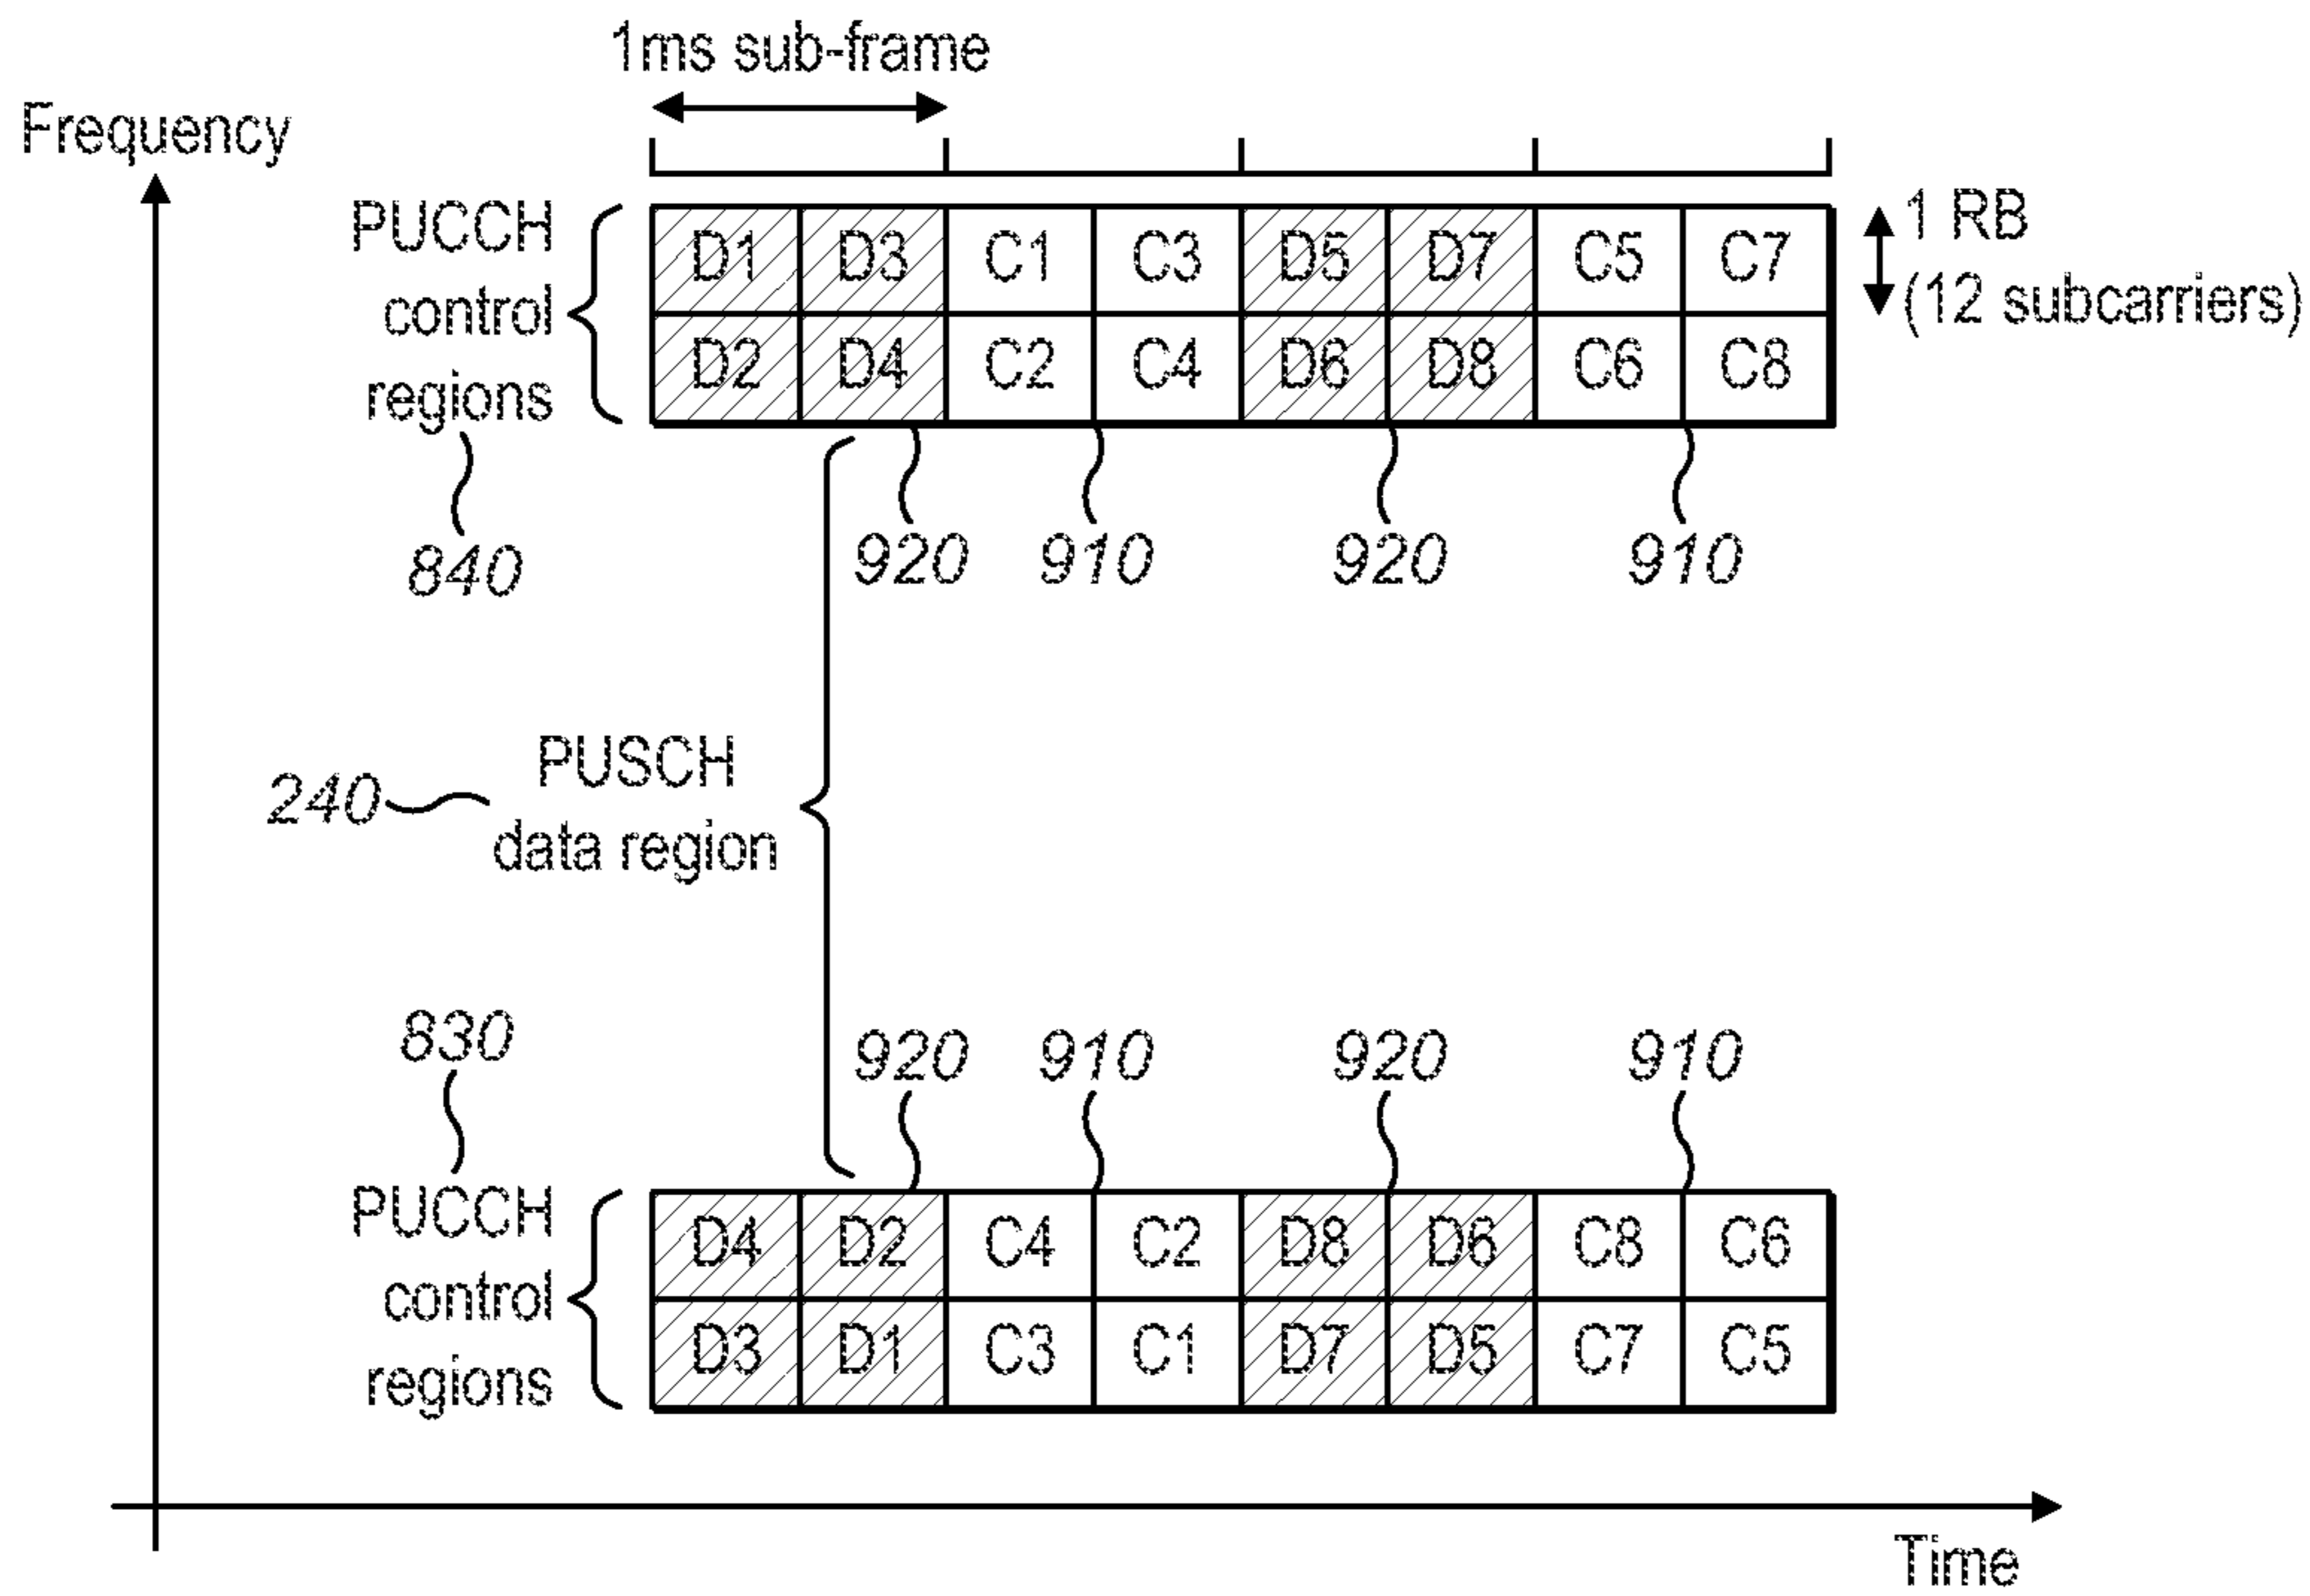 1ms sub-frame
Frequency
PUCCH
control
regions
D1 D3 C1 C3 D5 D7 C5 C7
D2 D4 C2 C4 D6 D8 C6 C8
1 RB
(12 subcarriers)
840
920 910 920 910
240
PUSCH
data region
830
920 910 920 910
PUCCH
control
regions
D4 D2 C4 C2 D8 D6 C8 C6
D3 D1 C3 C1 D7 D5 C7 C5
Time